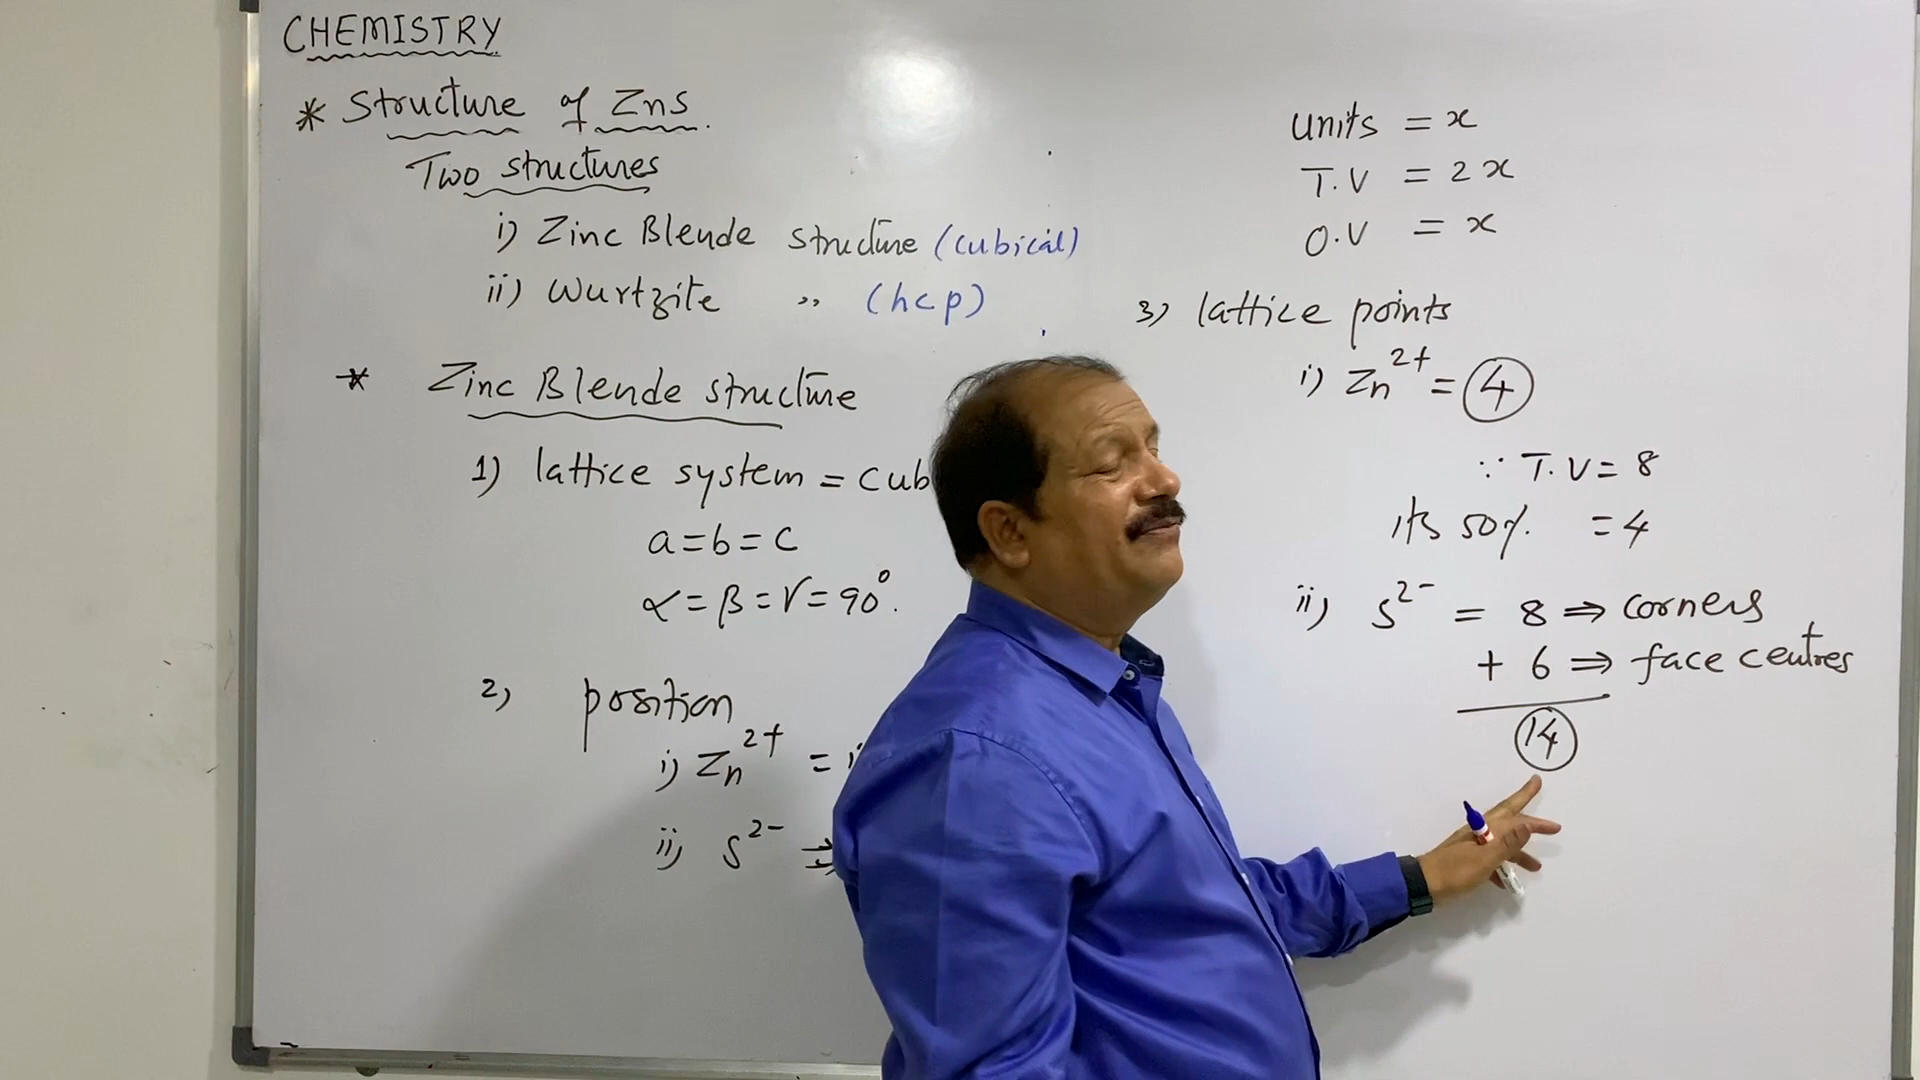 CHEMISTRY
* Structure of ZnS.
Two structures
i) Zinc Blende structure (cubical)
ii) Wurtzite ,, (hcp)
* Zinc Blende structure
1) lattice system = cub
a = b = c
α = β = γ = 90°.
2) position
i) Zn²⁺ =
ii) S²⁻ ⇒
units = x
T.V = 2x
O.V = x
3) lattice points
i) Zn²⁺ = 4
∵ T.V = 8
its 50% = 4
ii) S²⁻ = 8 ⇒ corners
+ 6 ⇒ face centres
14